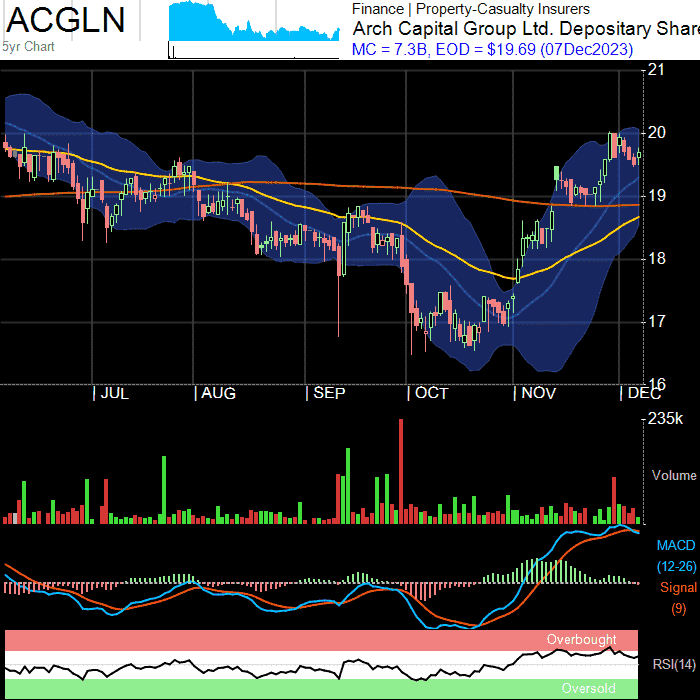 ACGLN
5yr Chart
Finance | Property-Casualty Insurers
Arch Capital Group Ltd. Depositary Share
MC = 7.3B, EOD = $19.69 (07Dec2023)
21
20
19
18
17
16
JUL AUG SEP OCT NOV DEC
235k
Volume
MACD
(12-26)
Signal
(9)
Overbought
RSI(14)
Oversold